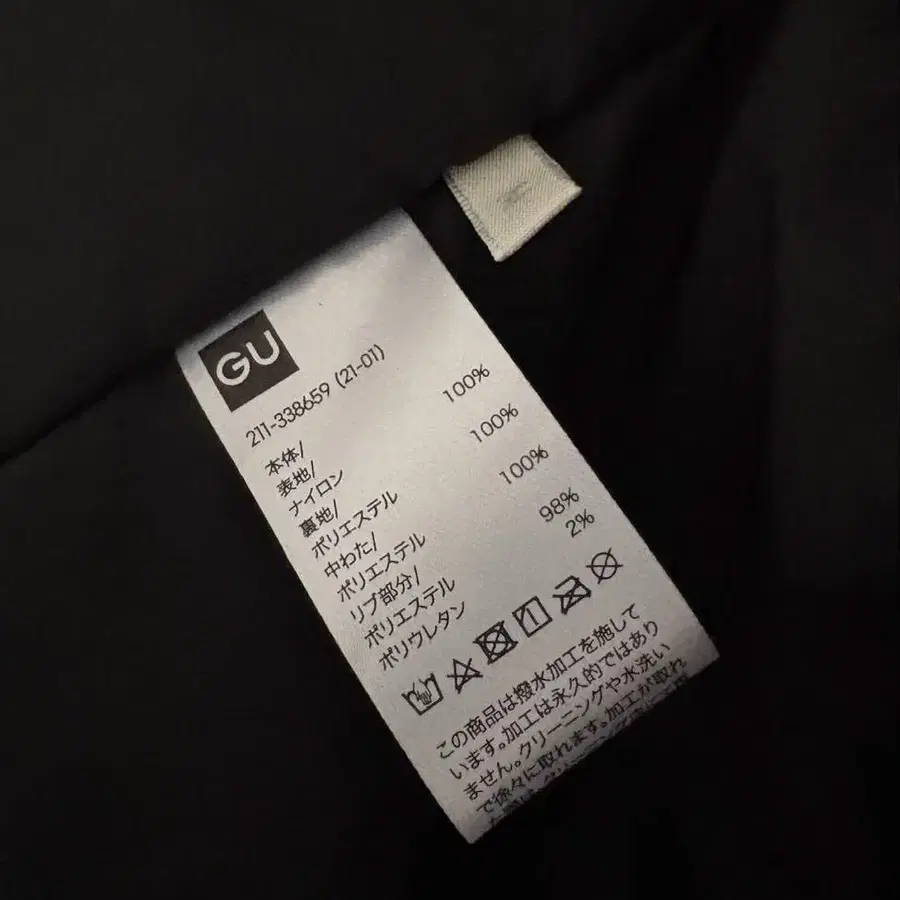 GU
211-338659 (21-01)
本体/
表地/
ナイロン 100%
裏地/
ポリエステル 100%
中わた/
ポリエステル 100%
リブ部分/
ポリエステル 98%
ポリウレタン 2%
この商品は撥水加工を施して
います。加工は永久的ではあり
ません。クリーニングや水洗い
で徐々に取れます。加工が取れ